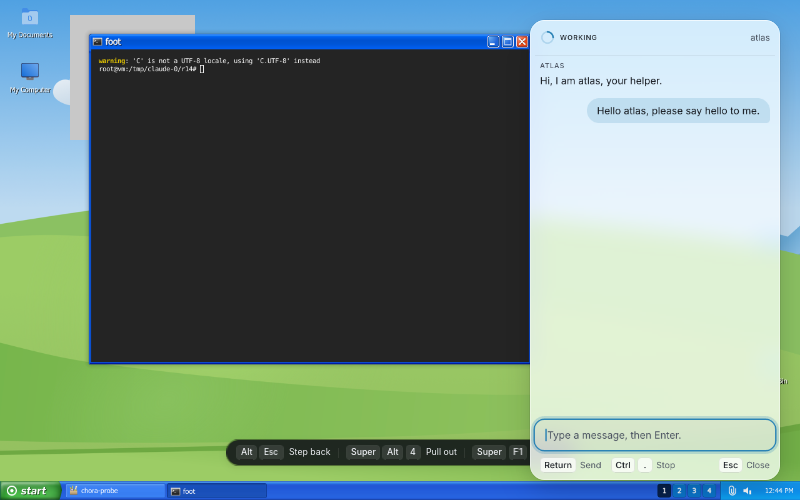 My Documents
My Computer
foot
warning: 'C' is not a UTF-8 locale, using 'C.UTF-8' instead
root@vm:/tmp/claude-0/r14#
WORKING
atlas
ATLAS
Hi, I am atlas, your helper.
Hello atlas, please say hello to me.
Type a message, then Enter.
Return Send Ctrl . Stop Esc Close
Alt Esc Step back Super Alt 4 Pull out Super F1
start
chora-probe
foot
1 2 3 4
12:44 PM